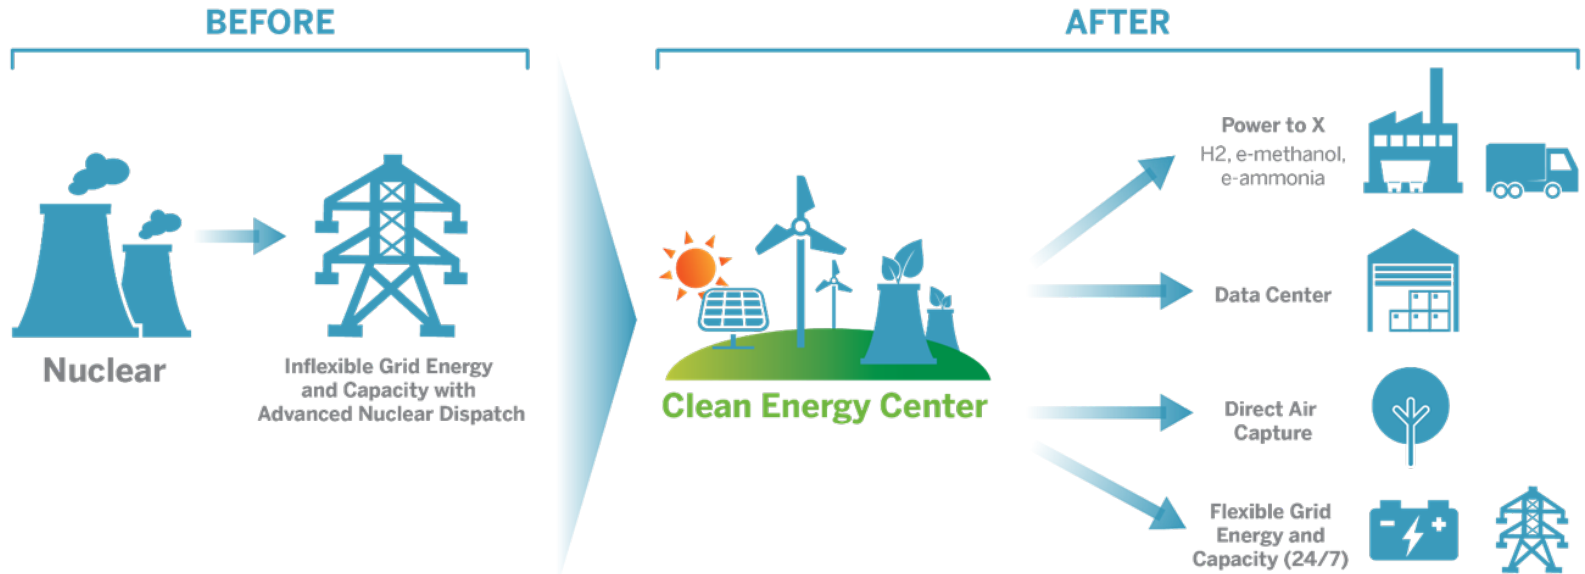 BEFORE
AFTER
Nuclear
Inflexible Grid Energy
and Capacity with
Advanced Nuclear Dispatch
Clean Energy Center
Power to X
H2, e-methanol,
e-ammonia
Data Center
Direct Air
Capture
Flexible Grid
Energy and
Capacity (24/7)